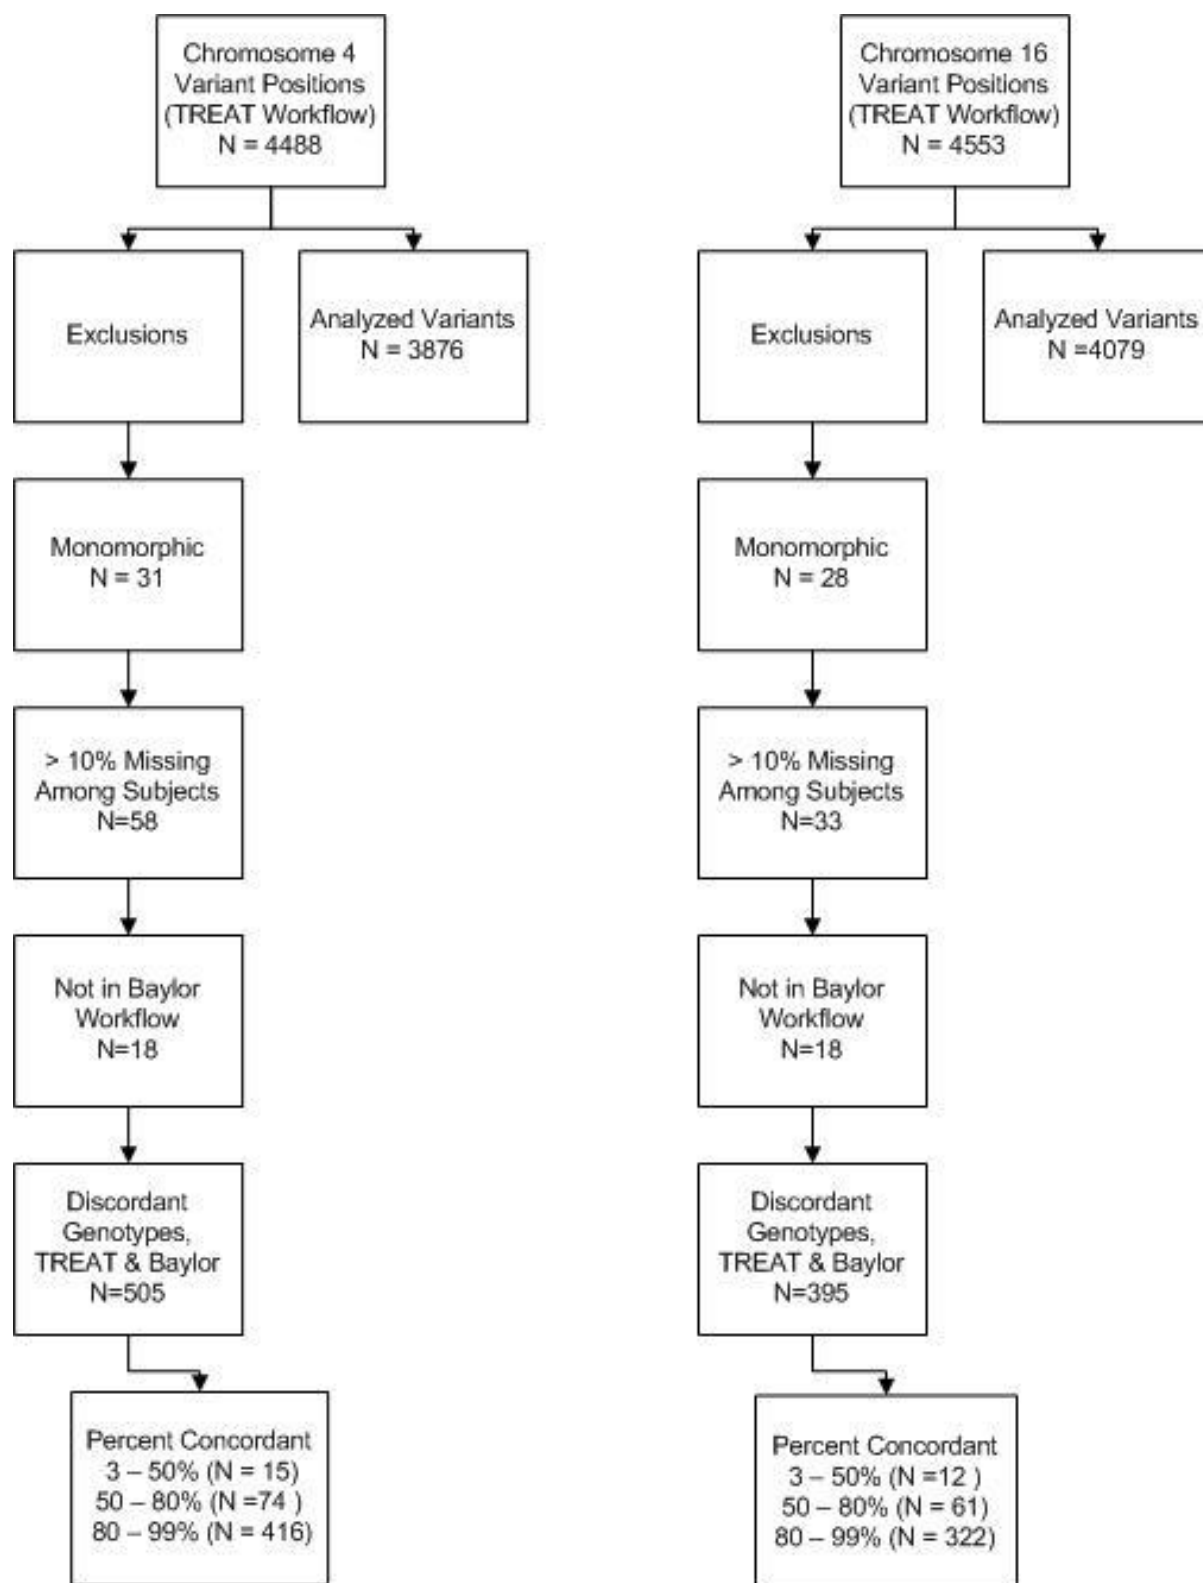 Chromosome 4
Variant Positions
(TREAT Workflow)
N = 4488
Exclusions
Analyzed Variants
N = 3876
Monomorphic
N = 31
> 10% Missing
Among Subjects
N=58
Not in Baylor
Workflow
N=18
Discordant
Genotypes,
TREAT & Baylor
N=505
Percent Concordant
3 – 50% (N = 15)
50 – 80% (N =74 )
80 – 99% (N = 416)
Chromosome 16
Variant Positions
(TREAT Workflow)
N = 4553
Exclusions
Analyzed Variants
N =4079
Monomorphic
N = 28
> 10% Missing
Among Subjects
N=33
Not in Baylor
Workflow
N=18
Discordant
Genotypes,
TREAT & Baylor
N=395
Percent Concordant
3 – 50% (N =12 )
50 – 80% (N = 61)
80 – 99% (N = 322)